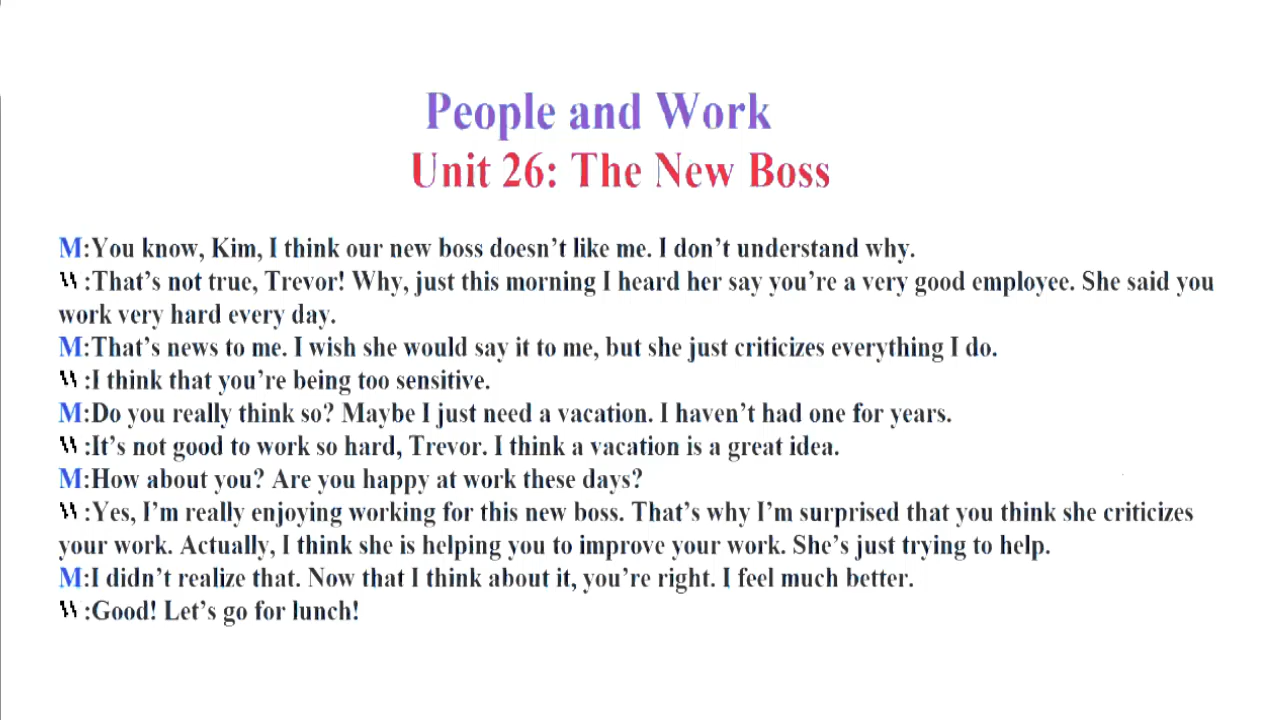 People and Work
Unit 26: The New Boss
M:You know, Kim, I think our new boss doesn't like me. I don't understand why.
:That's not true, Trevor! Why, just this morning I heard her say you're a very good employee. She said you
work very hard every day.
M:That's news to me. I wish she would say it to me, but she just criticizes everything I do.
:I think that you're being too sensitive.
M:Do you really think so? Maybe I just need a vacation. I haven't had one for years.
:It's not good to work so hard, Trevor. I think a vacation is a great idea.
M:How about you? Are you happy at work these days?
:Yes, I'm really enjoying working for this new boss. That's why I'm surprised that you think she criticizes
your work. Actually, I think she is helping you to improve your work. She's just trying to help.
M:I didn't realize that. Now that I think about it, you're right. I feel much better.
:Good! Let's go for lunch!